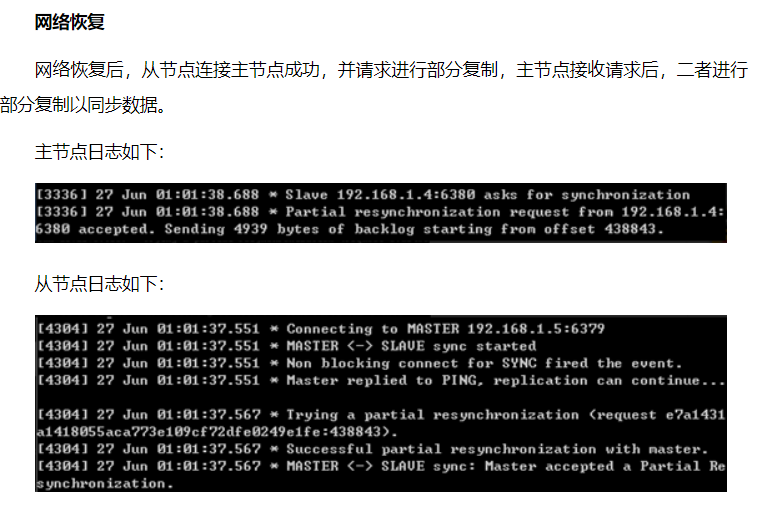 网络恢复
网络恢复后，从节点连接主节点成功，并请求进行部分复制，主节点接收请求后，二者进行
部分复制以同步数据。
主节点日志如下：
[3336] 27 Jun 01:01:38.688 * Slave 192.168.1.4:6380 asks for synchronization
[3336] 27 Jun 01:01:38.688 * Partial resynchronization request from 192.168.1.4:
6380 accepted. Sending 4939 bytes of backlog starting from offset 438843.
从节点日志如下：
[4304] 27 Jun 01:01:37.551 * Connecting to MASTER 192.168.1.5:6379
[4304] 27 Jun 01:01:37.551 * MASTER <-> SLAVE sync started
[4304] 27 Jun 01:01:37.551 * Non blocking connect for SYNC fired the event.
[4304] 27 Jun 01:01:37.551 * Master replied to PING, replication can continue...
[4304] 27 Jun 01:01:37.567 * Trying a partial resynchronization (request e7a1431
a1418055aca773e109cf72dfe0249e1fe:438843).
[4304] 27 Jun 01:01:37.567 * Successful partial resynchronization with master.
[4304] 27 Jun 01:01:37.567 * MASTER <-> SLAVE sync: Master accepted a Partial Re
synchronization.